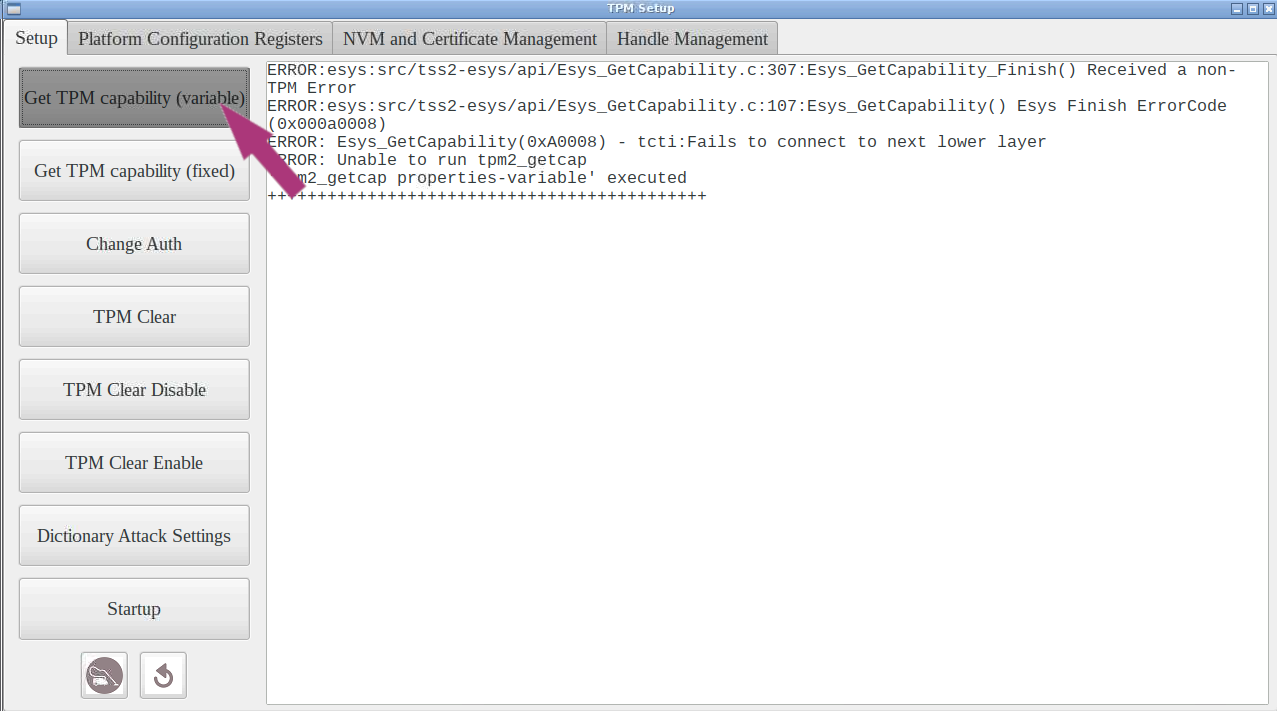 TPM Setup
Setup
Platform Configuration Registers
NVM and Certificate Management
Handle Management
Get TPM capability (variable)
Get TPM capability (fixed)
Change Auth
TPM Clear
TPM Clear Disable
TPM Clear Enable
Dictionary Attack Settings
Startup
ERROR:esys:src/tss2-esys/api/Esys_GetCapability.c:307:Esys_GetCapability_Finish() Received a non-
TPM Error
ERROR:esys:src/tss2-esys/api/Esys_GetCapability.c:107:Esys_GetCapability() Esys Finish ErrorCode
(0x000a0008)
ERROR: Esys_GetCapability(0xA0008) - tcti:Fails to connect to next lower layer
ERROR: Unable to run tpm2_getcap
m2_getcap properties-variable' executed
++++++++++++++++++++++++++++++++++++++++++++